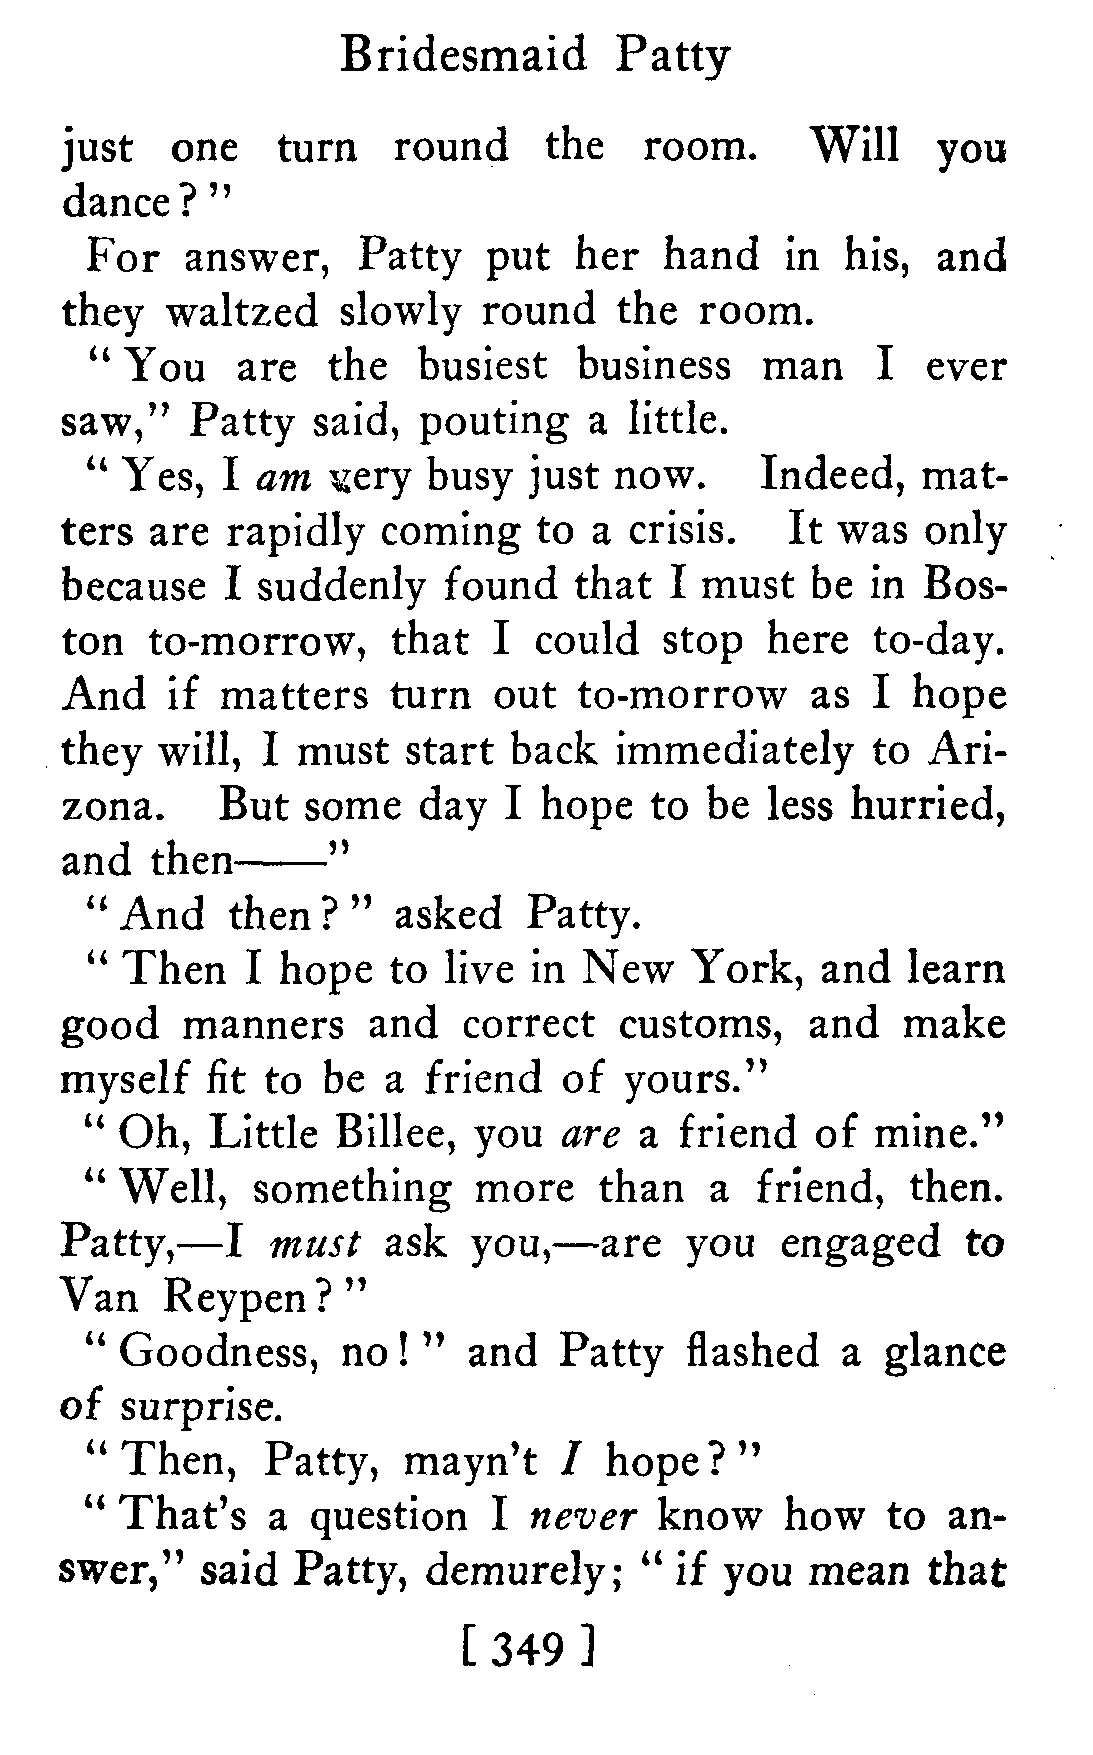 Bridesmaid Patty
just one turn round the room. Will you
dance?"
For answer, Patty put her hand in his, and
they waltzed slowly round the room.
"You are the busiest business man I ever
saw," Patty said, pouting a little.
"Yes, I am very busy just now. Indeed, mat-
ters are rapidly coming to a crisis. It was only
because I suddenly found that I must be in Bos-
ton to-morrow, that I could stop here to-day.
And if matters turn out to-morrow as I hope
they will, I must start back immediately to Ari-
zona. But some day I hope to be less hurried,
and then——"
"And then?" asked Patty.
"Then I hope to live in New York, and learn
good manners and correct customs, and make
myself fit to be a friend of yours."
"Oh, Little Billee, you are a friend of mine."
"Well, something more than a friend, then.
Patty,—I must ask you,—are you engaged to
Van Reypen?"
"Goodness, no!" and Patty flashed a glance
of surprise.
"Then, Patty, mayn't I hope?"
"That's a question I never know how to an-
swer," said Patty, demurely; "if you mean that
[349]